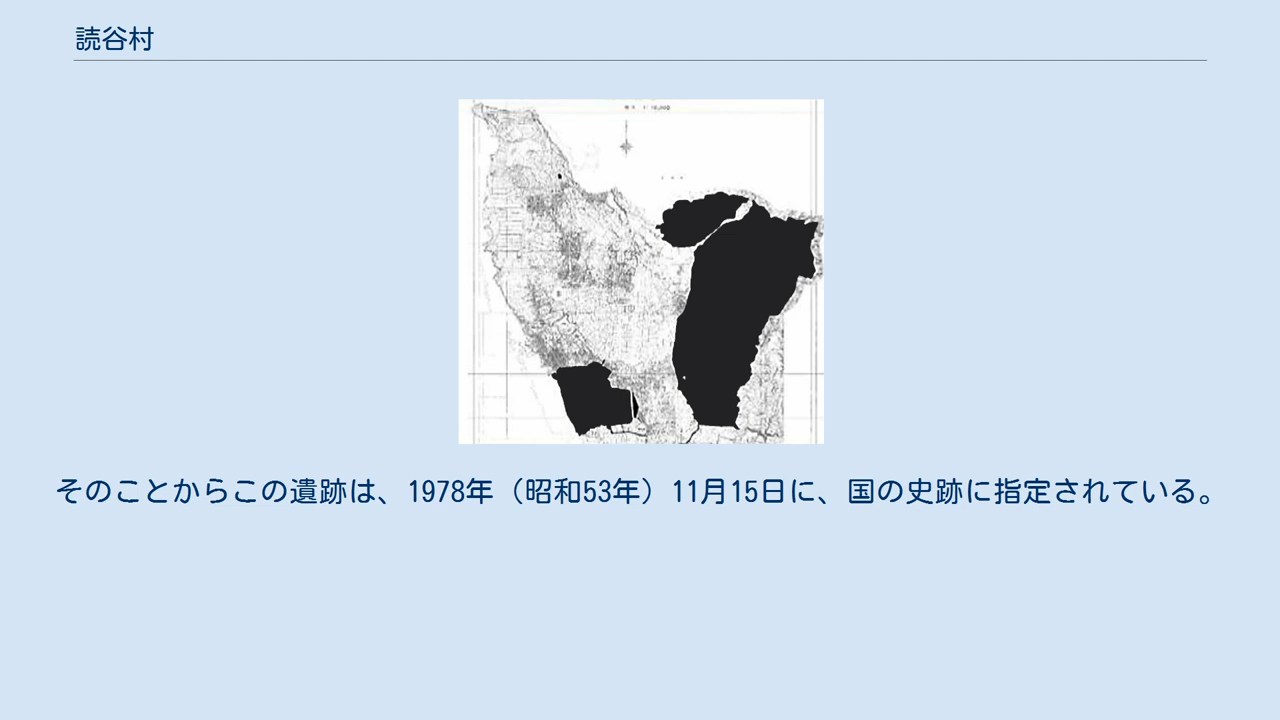 読谷村
そのことからこの遺跡は、1978年（昭和53年）11月15日に、国の史跡に指定されている。